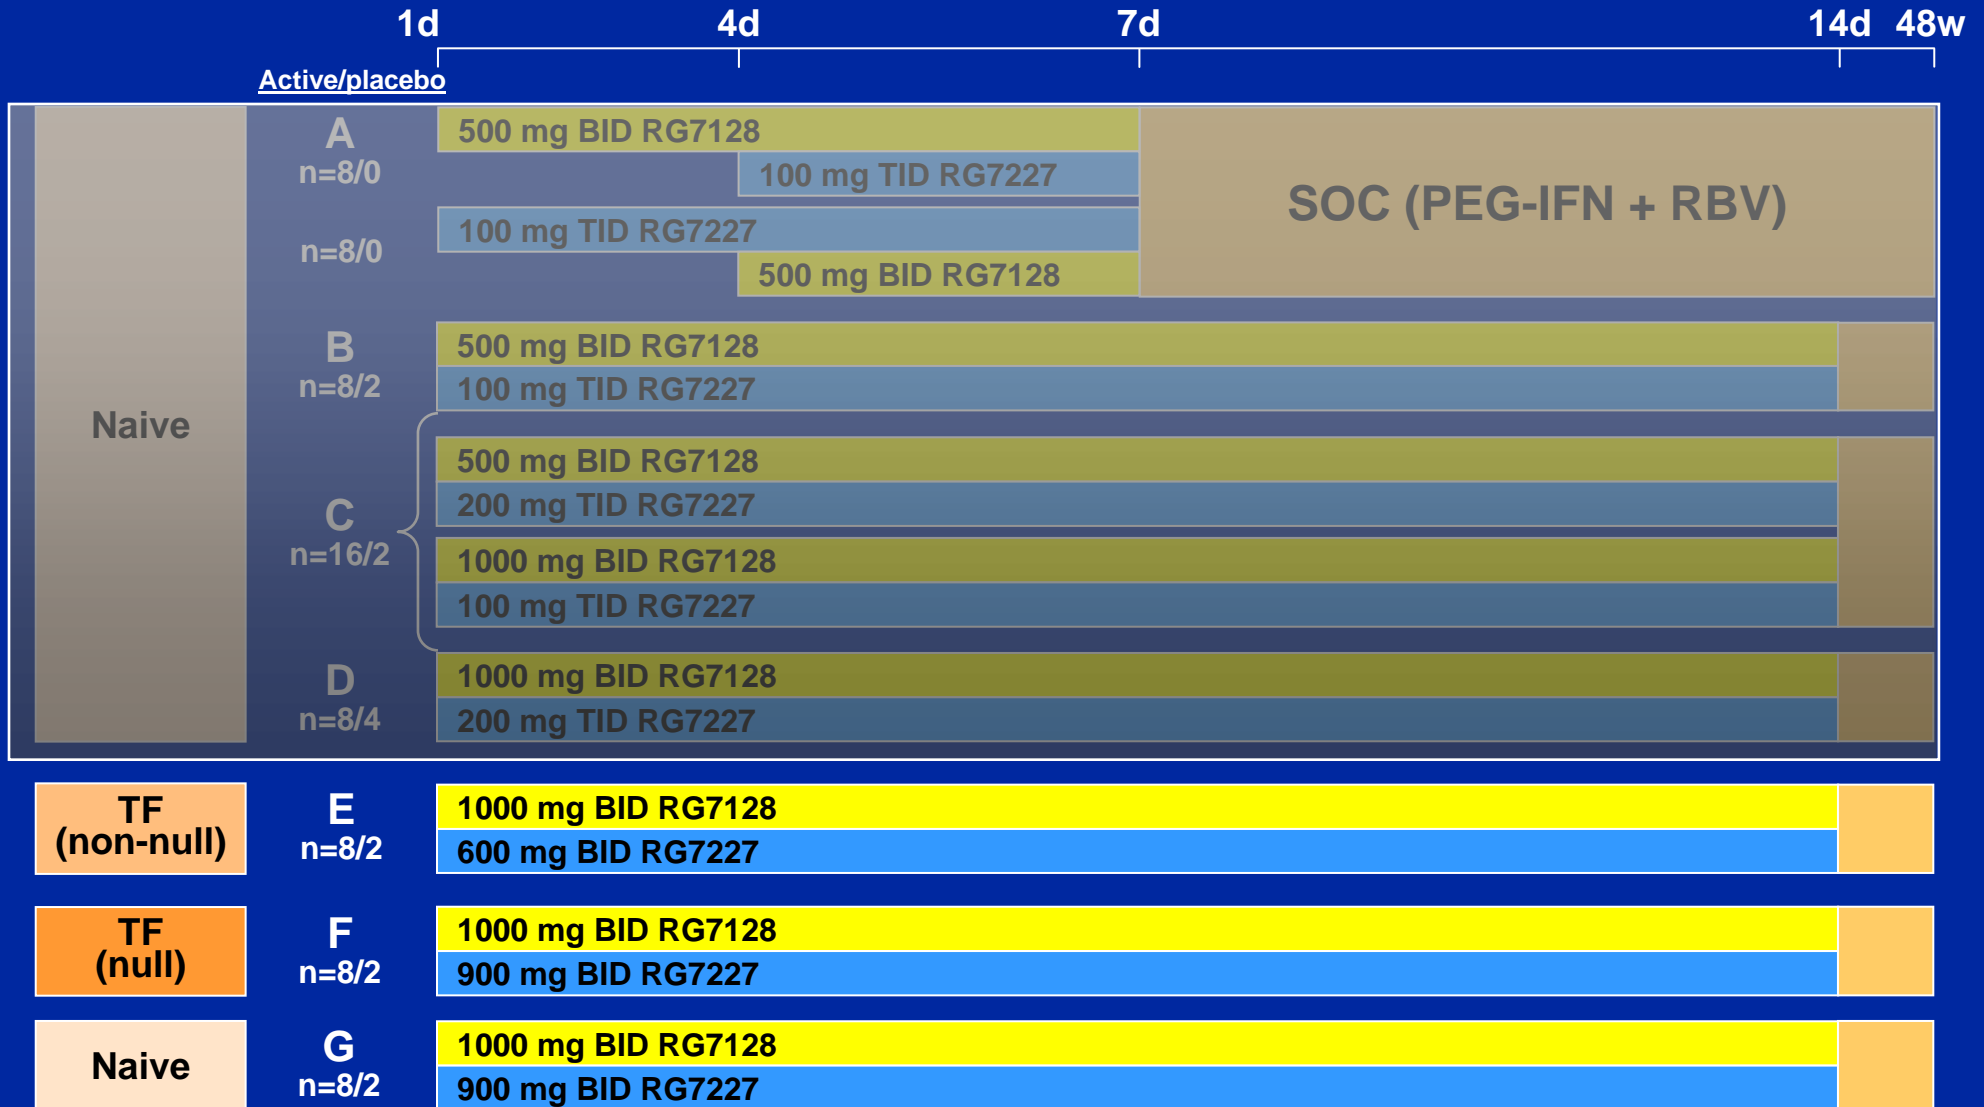 1d 4d 7d 14d 48w
Active/placebo
Naive
A
n=8/0
500 mg BID RG7128
100 mg TID RG7227
SOC (PEG-IFN + RBV)
n=8/0
100 mg TID RG7227
500 mg BID RG7128
B
n=8/2
500 mg BID RG7128
100 mg TID RG7227
C
n=16/2
500 mg BID RG7128
200 mg TID RG7227
1000 mg BID RG7128
100 mg TID RG7227
D
n=8/4
1000 mg BID RG7128
200 mg TID RG7227
TF
(non-null)
E
n=8/2
1000 mg BID RG7128
600 mg BID RG7227
TF
(null)
F
n=8/2
1000 mg BID RG7128
900 mg BID RG7227
Naive
G
n=8/2
1000 mg BID RG7128
900 mg BID RG7227